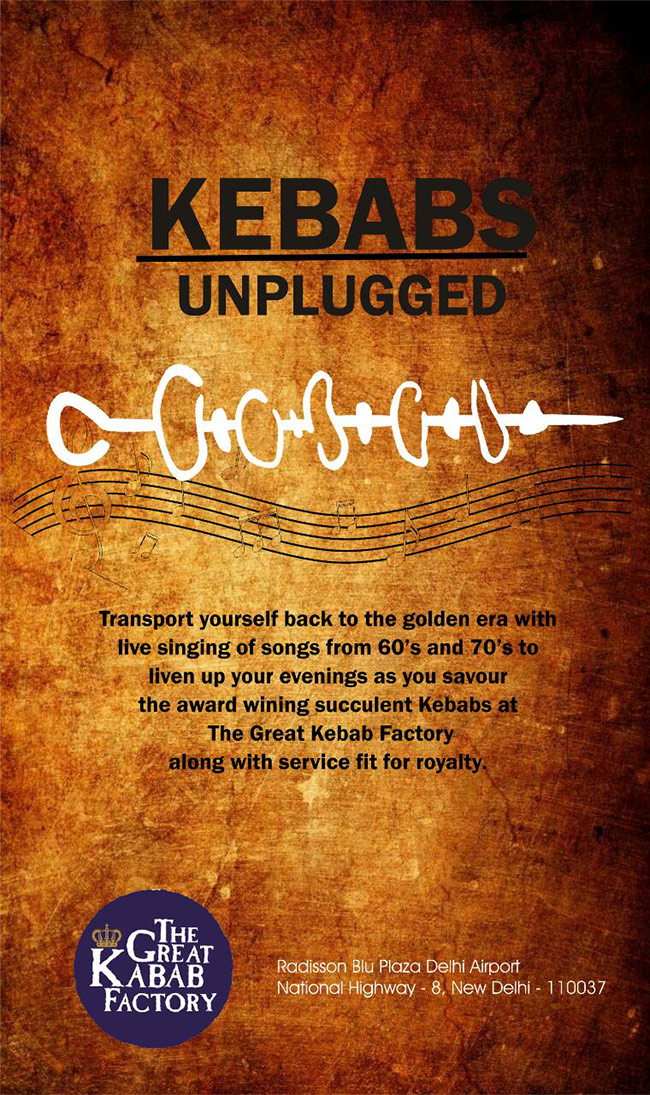 KEBABS
UNPLUGGED
Transport yourself back to the golden era with
live singing of songs from 60's and 70's to
liven up your evenings as you savour
the award wining succulent Kebabs at
The Great Kebab Factory
along with service fit for royalty.
THE
GREAT
KABAB
FACTORY
Radisson Blu Plaza Delhi Airport
National Highway - 8, New Delhi - 110037